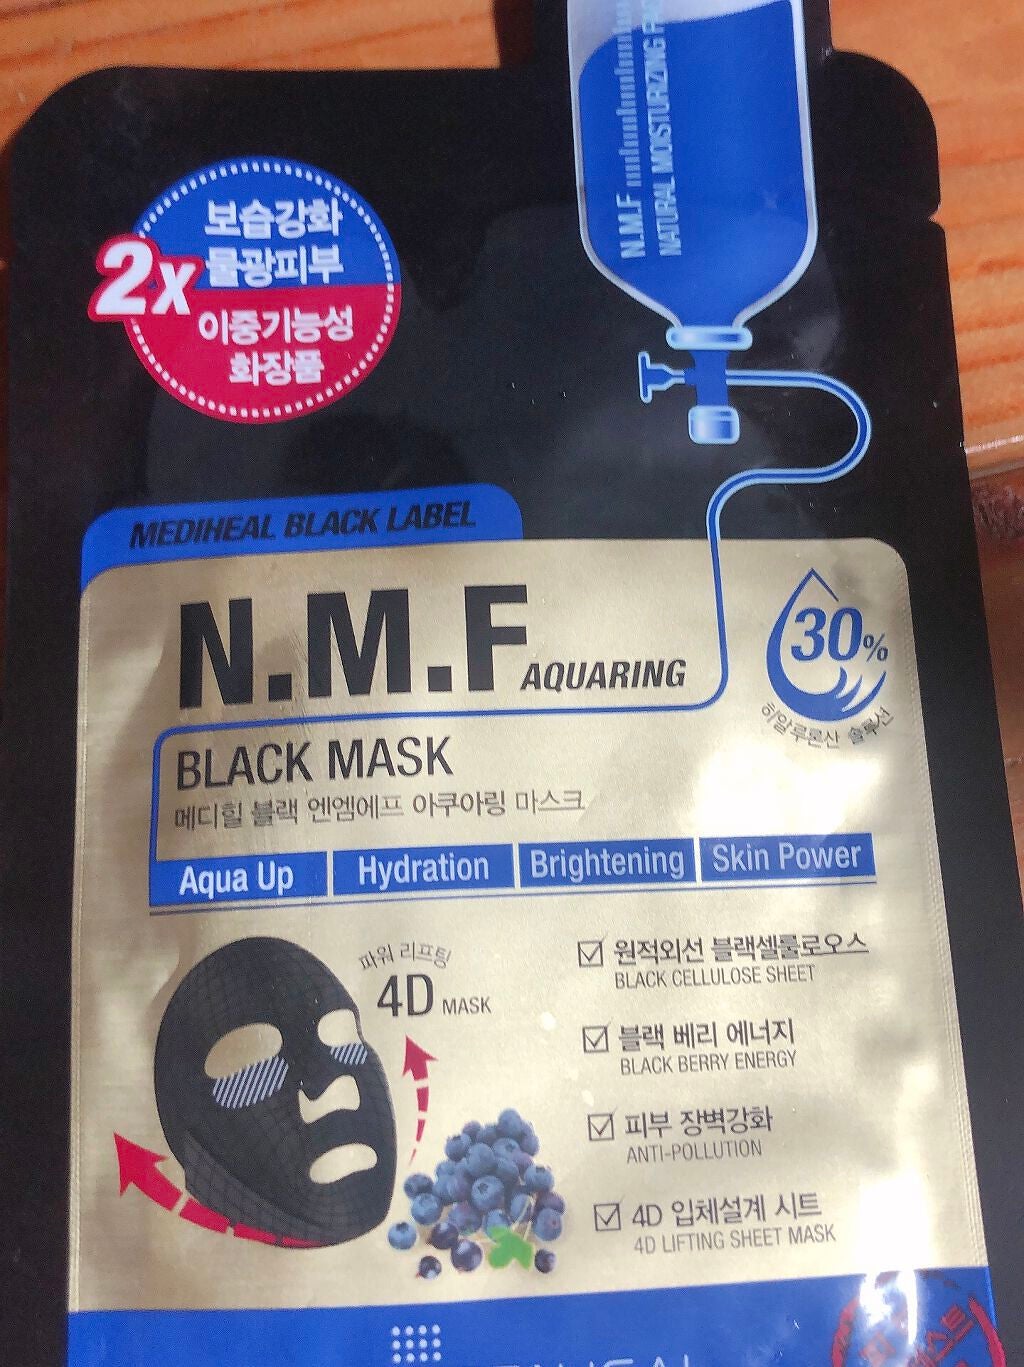 N.M.F
NATURAL MOISTURIZING
보습강화
물광피부
2x
이중기능성
화장품
MEDIHEAL BLACK LABEL
N.M.F AQUARING
30%
히알루론산 솔루션
BLACK MASK
메디힐 블랙 엔엠에프 아쿠아링 마스크
Aqua Up Hydration Brightening Skin Power
파워 리프팅
4D MASK
원적외선 블랙셀룰로오스
BLACK CELLULOSE SHEET
블랙 베리 에너지
BLACK BERRY ENERGY
피부 장벽강화
ANTI-POLLUTION
4D 입체설계 시트
4D LIFTING SHEET MASK